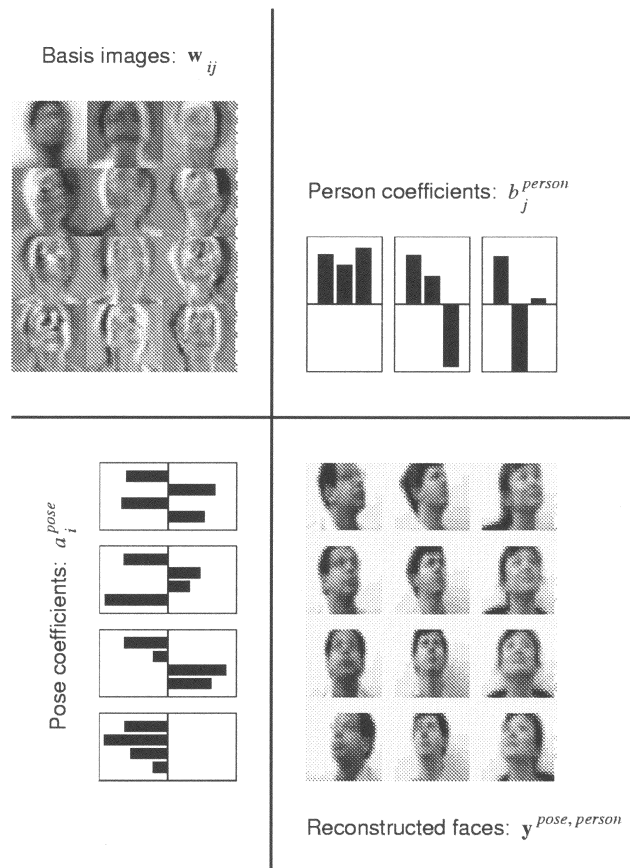 Basis images: w ij
Person coefficients: b j person
Pose coefficients: a i pose
Reconstructed faces: y pose, person